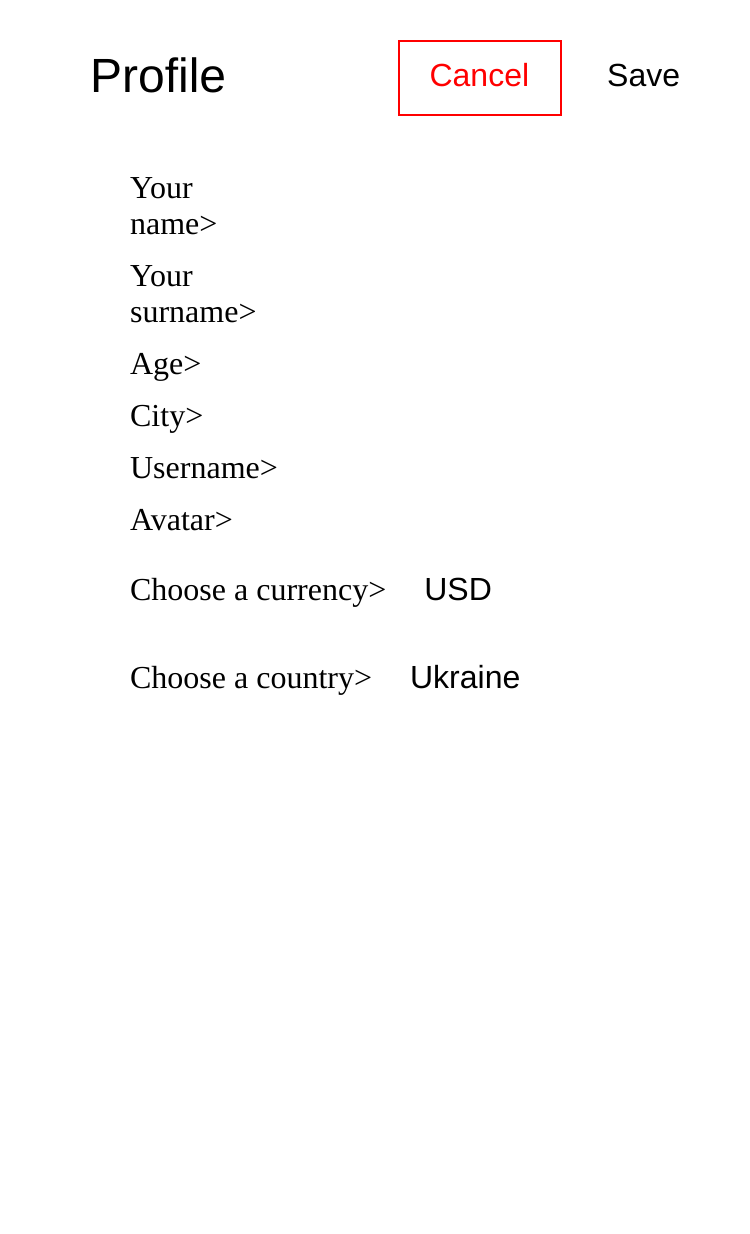 Profile
Cancel
Save
Your
name>
Your
surname>
Age>
City>
Username>
Avatar>
Choose a currency> USD
Choose a country> Ukraine